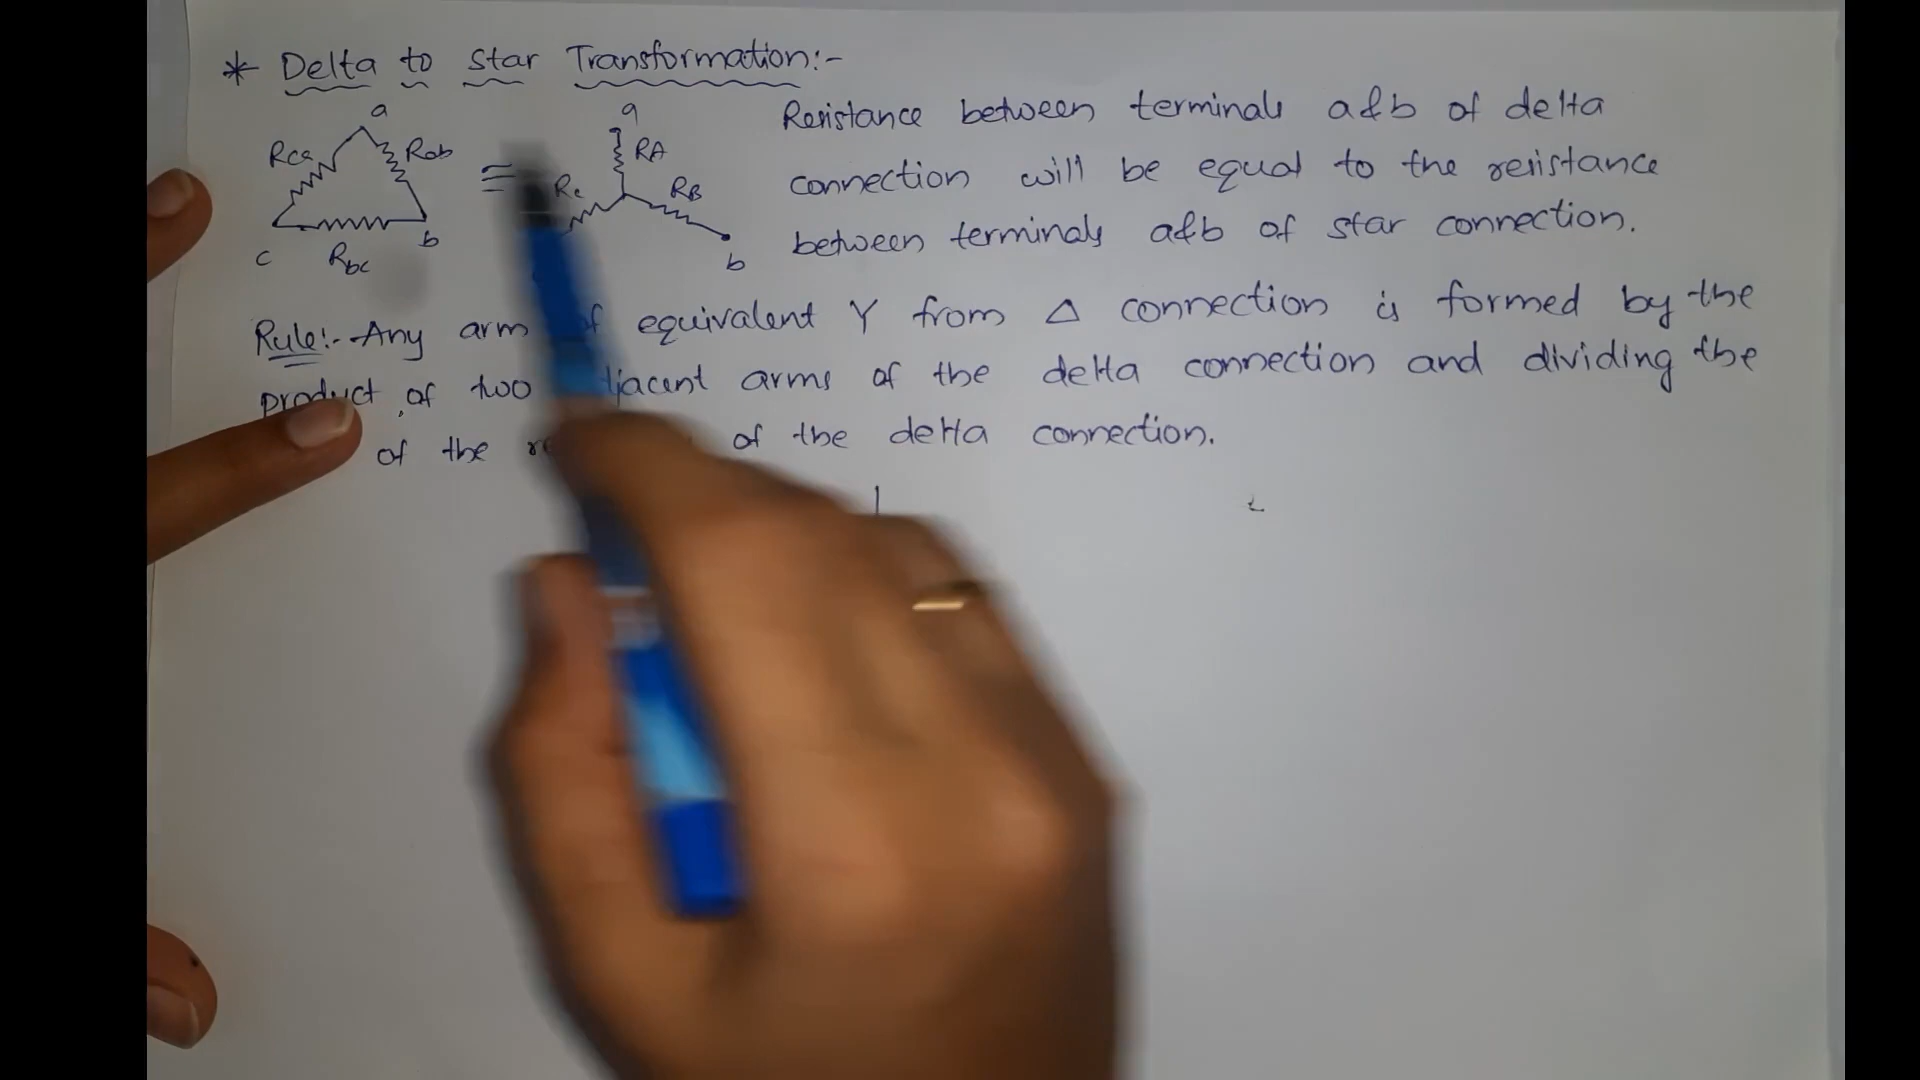 * Delta to Star Transformation:-
a
Rca
Rab
≡
c
Rbc
b
a
RA
Rc
RB
b
Resistance between terminals a&b of delta
connection will be equal to the resistance
between terminals a&b of star connection.
Rule:- Any arm of equivalent Y from Δ connection is formed by the
product of two adjacent arms of the delta connection and dividing the
of the of the delta connection.